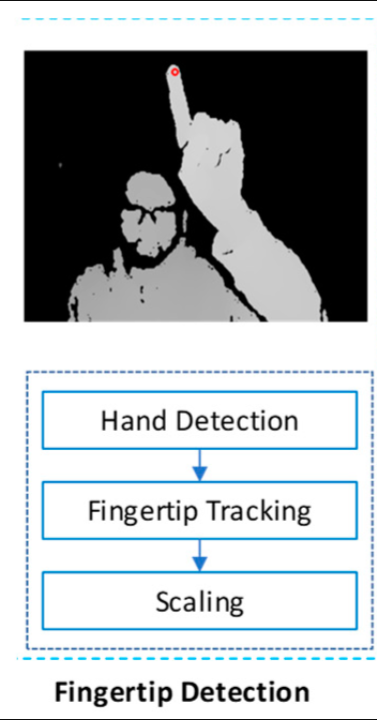 Hand Detection
Fingertip Tracking
Scaling
Fingertip Detection